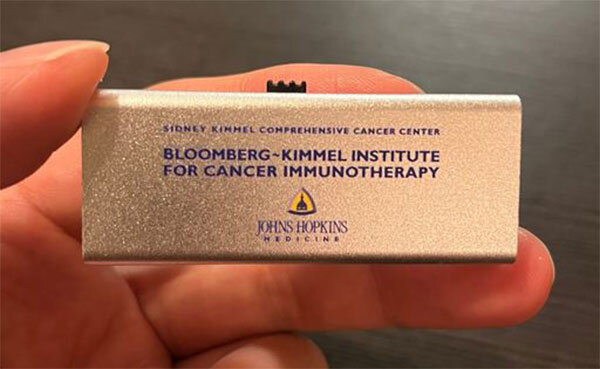 SIDNEY KIMMEL COMPREHENSIVE CANCER CENTER
BLOOMBERG~KIMMEL INSTITUTE
FOR CANCER IMMUNOTHERAPY
JOHNS HOPKINS
MEDICINE